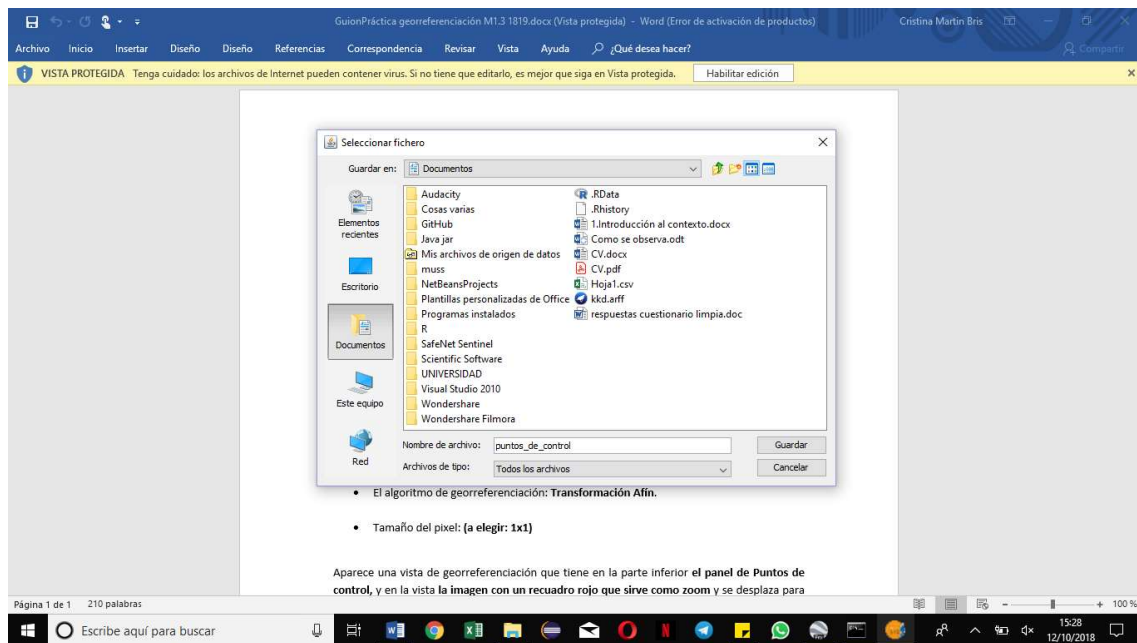 GuionPráctica georreferenciación M1.3 1819.docx (Vista protegida) - Word (Error de activación de productos)
Cristina Martin Bris
Archivo Inicio Insertar Diseño Diseño Referencias Correspondencia Revisar Vista Ayuda ¿Qué desea hacer? Compartir
VISTA PROTEGIDA Tenga cuidado: los archivos de Internet pueden contener virus. Si no tiene que editarlo, es mejor que siga en Vista protegida. Habilitar edición
Seleccionar fichero
Guardar en: Documentos
Elementos recientes
Escritorio
Documentos
Este equipo
Red
Audacity
Cosas varias
GitHub
Java jar
Mis archivos de origen de datos
muss
NetBeansProjects
Plantillas personalizadas de Office
Programas instalados
R
SafeNet Sentinel
Scientific Software
UNIVERSIDAD
Visual Studio 2010
Wondershare
Wondershare Filmora
.RData
.Rhistory
1.Introducción al contexto.docx
Como se observa.odt
CV.docx
CV.pdf
Hoja1.csv
kkd.arff
respuestas cuestionario limpia.doc
Nombre de archivo: puntos_de_control Guardar
Archivos de tipo: Todos los archivos Cancelar
• El algoritmo de georreferenciación: Transformación Afín.
• Tamaño del pixel: (a elegir: 1x1)
Aparece una vista de georreferenciación que tiene en la parte inferior el panel de Puntos de
control, y en la vista la imagen con un recuadro rojo que sirve como zoom y se desplaza para
Página 1 de 1 210 palabras 100 %
Escribe aquí para buscar
15:28
12/10/2018